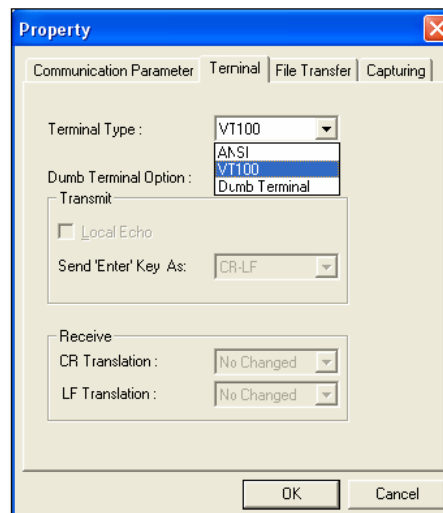 Property
Communication Parameter Terminal File Transfer Capturing
Terminal Type : VT100
ANSI
VT100
Dumb Terminal Option : Dumb Terminal
Transmit
Local Echo
Send 'Enter' Key As: CR-LF
Receive
CR Translation : No Changed
LF Translation : No Changed
OK Cancel